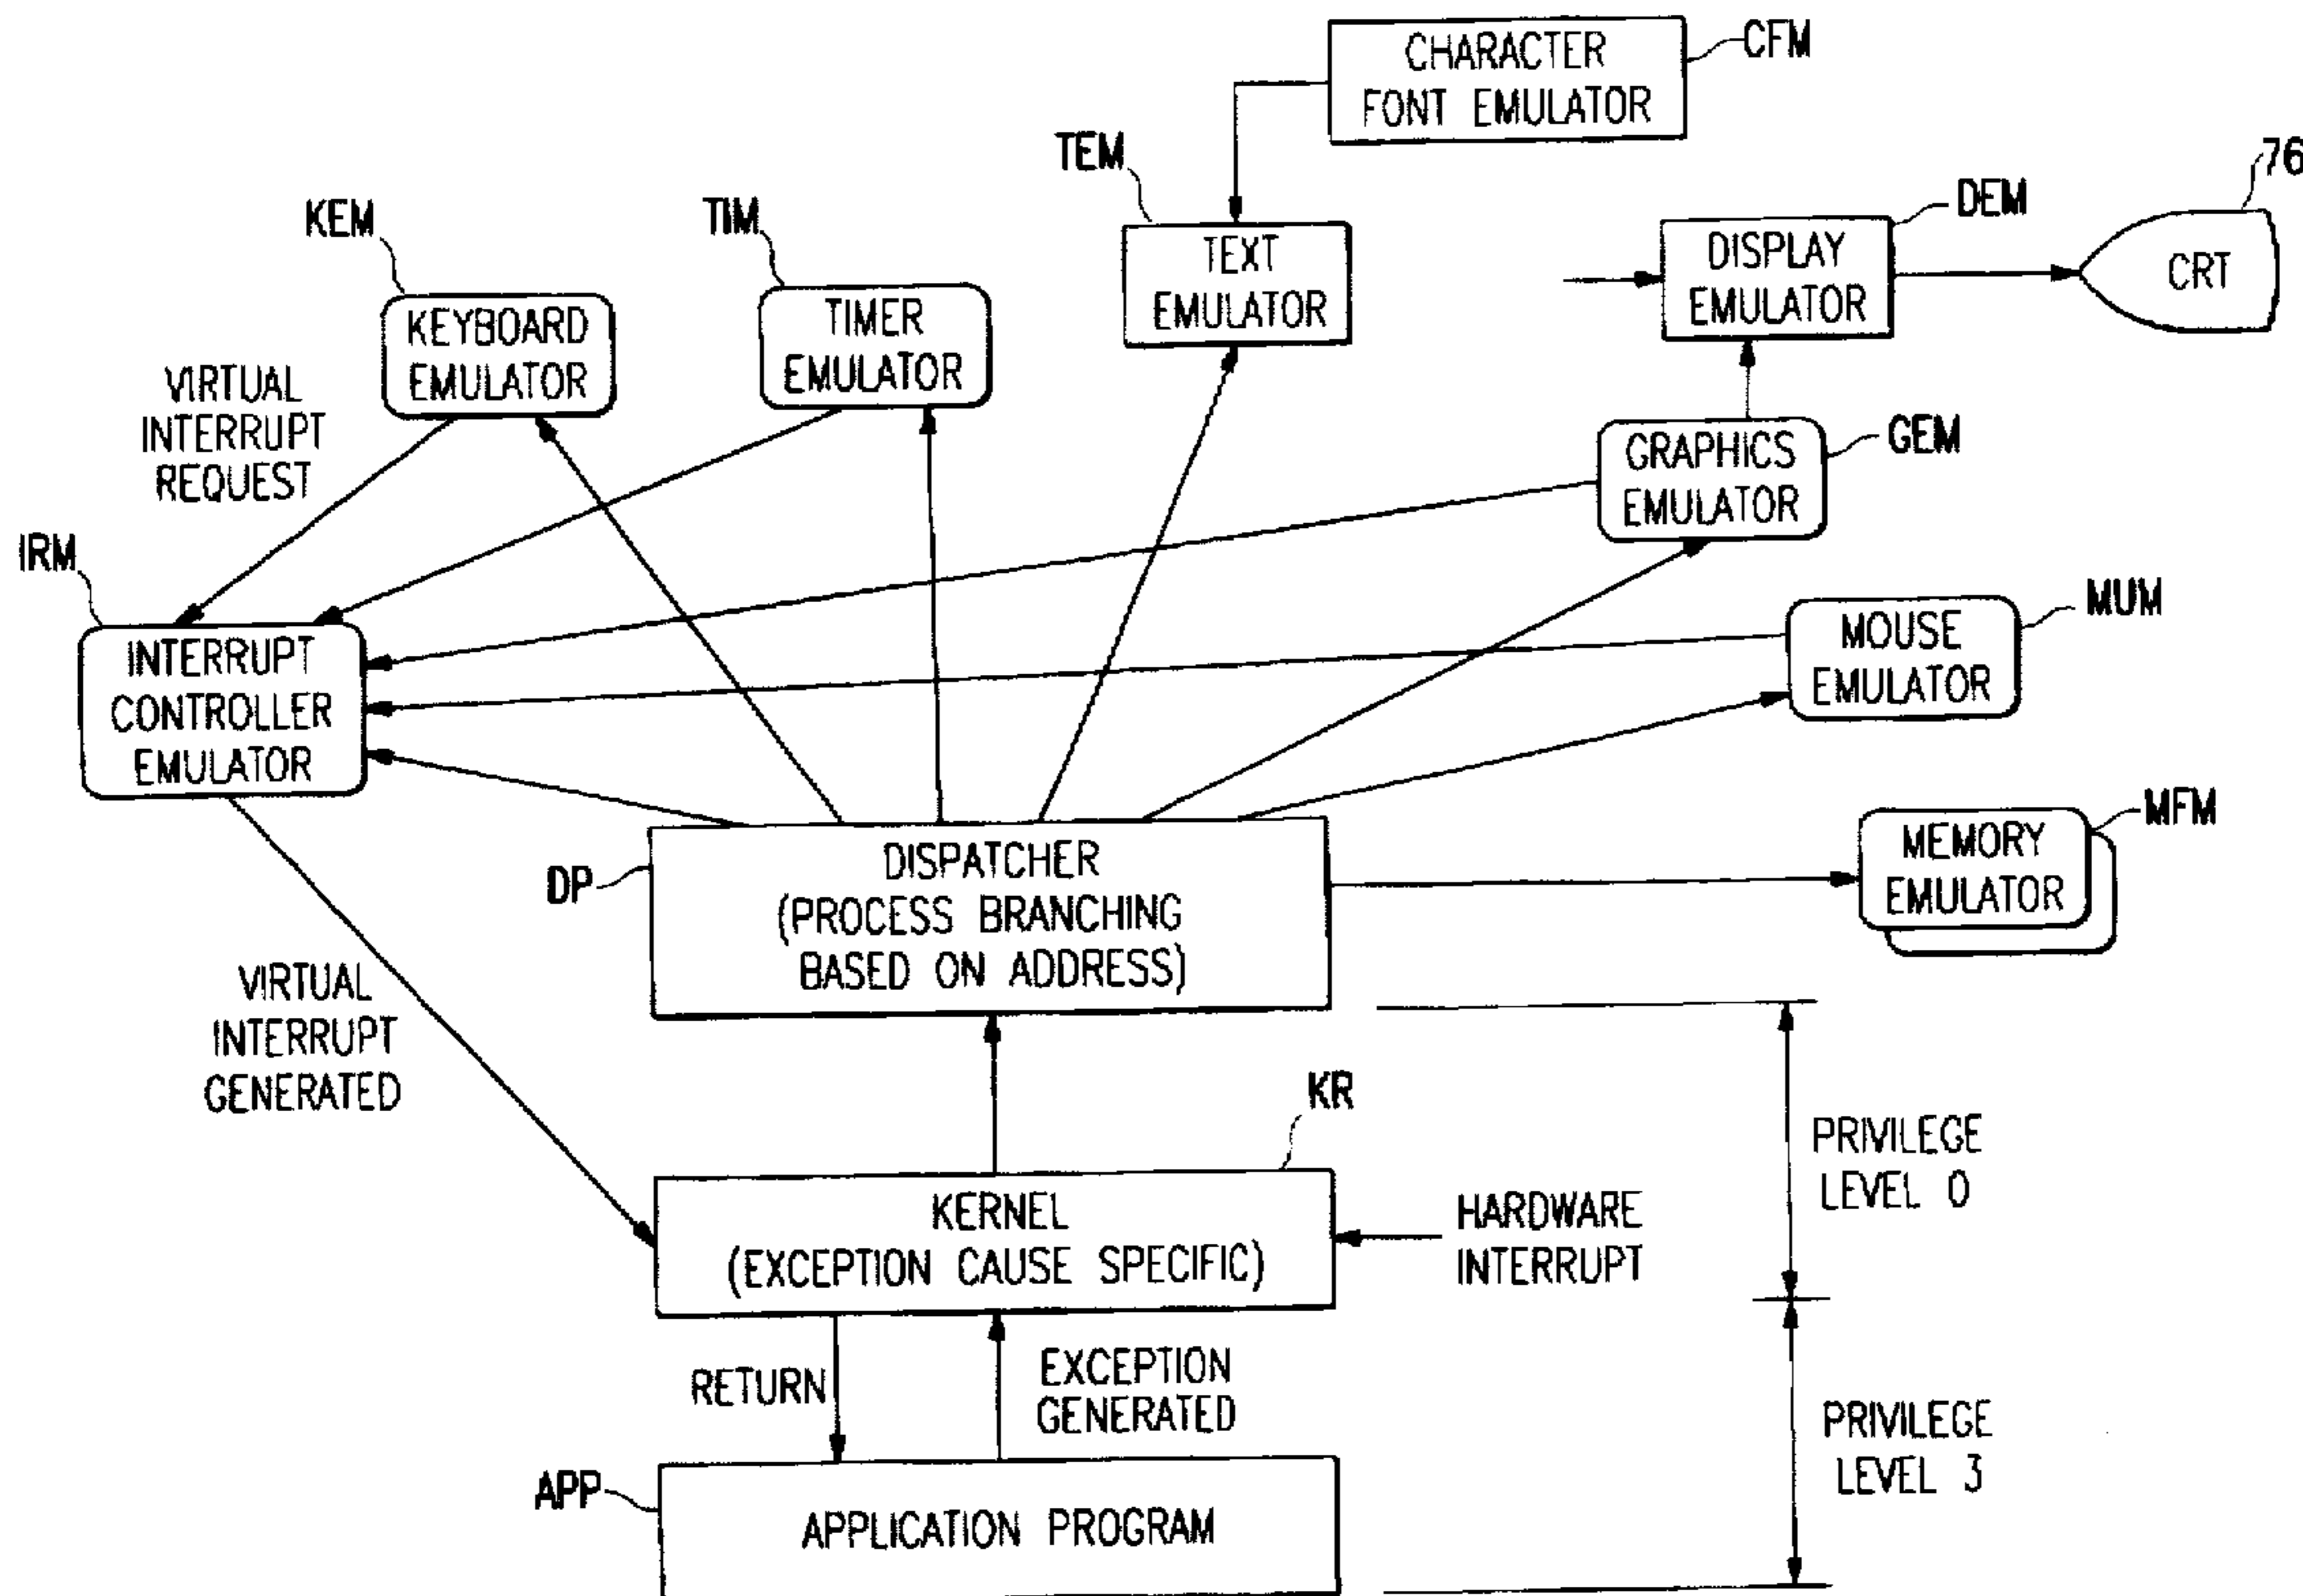 CHARACTER
FONT EMULATOR
CFM
TEM
TEXT
EMULATOR
76
DEM
DISPLAY
EMULATOR
CRT
KEM
KEYBOARD
EMULATOR
TIM
TIMER
EMULATOR
VIRTUAL
INTERRUPT
REQUEST
GEM
GRAPHICS
EMULATOR
IRM
INTERRUPT
CONTROLLER
EMULATOR
MUM
MOUSE
EMULATOR
MFM
MEMORY
EMULATOR
DP
DISPATCHER
(PROCESS BRANCHING
BASED ON ADDRESS)
VIRTUAL
INTERRUPT
GENERATED
KR
KERNEL
(EXCEPTION CAUSE SPECIFIC)
HARDWARE
INTERRUPT
PRIVILEGE
LEVEL 0
RETURN
EXCEPTION
GENERATED
PRIVILEGE
LEVEL 3
APP
APPLICATION PROGRAM